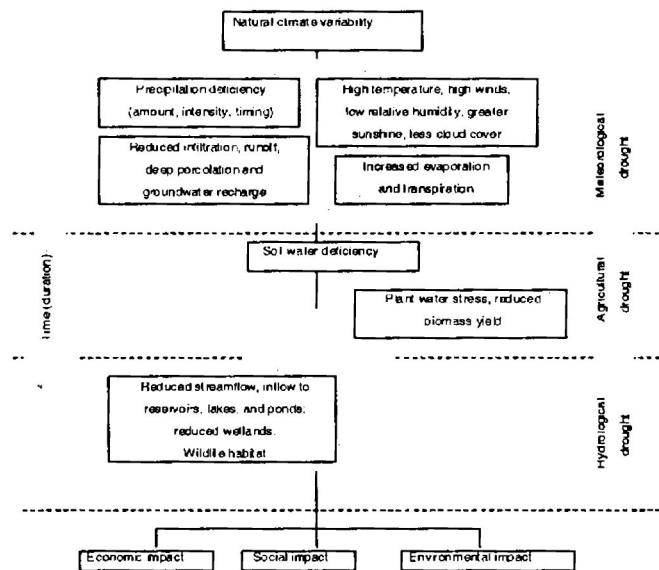 Natural climate variability
Precipitation deficiency
(amount, intensity, timing)
High temperature, high winds,
low relative humidity, greater
sunshine, less cloud cover
Reduced infiltration, runoff,
deep porcolation and
groundwater recharge
Increased evaporation
and transpiration
Meteorological
drought
Time (duration)
Soil water deficiency
Plant water stress, reduced
biomass yield
Agricultural
drought
Reduced streamflow, inflow to
reservoirs, lakes, and ponds;
reduced wetlands.
Wildlife habitat
Hydrological
drought
Economic impact
Social impact
Environmental impact